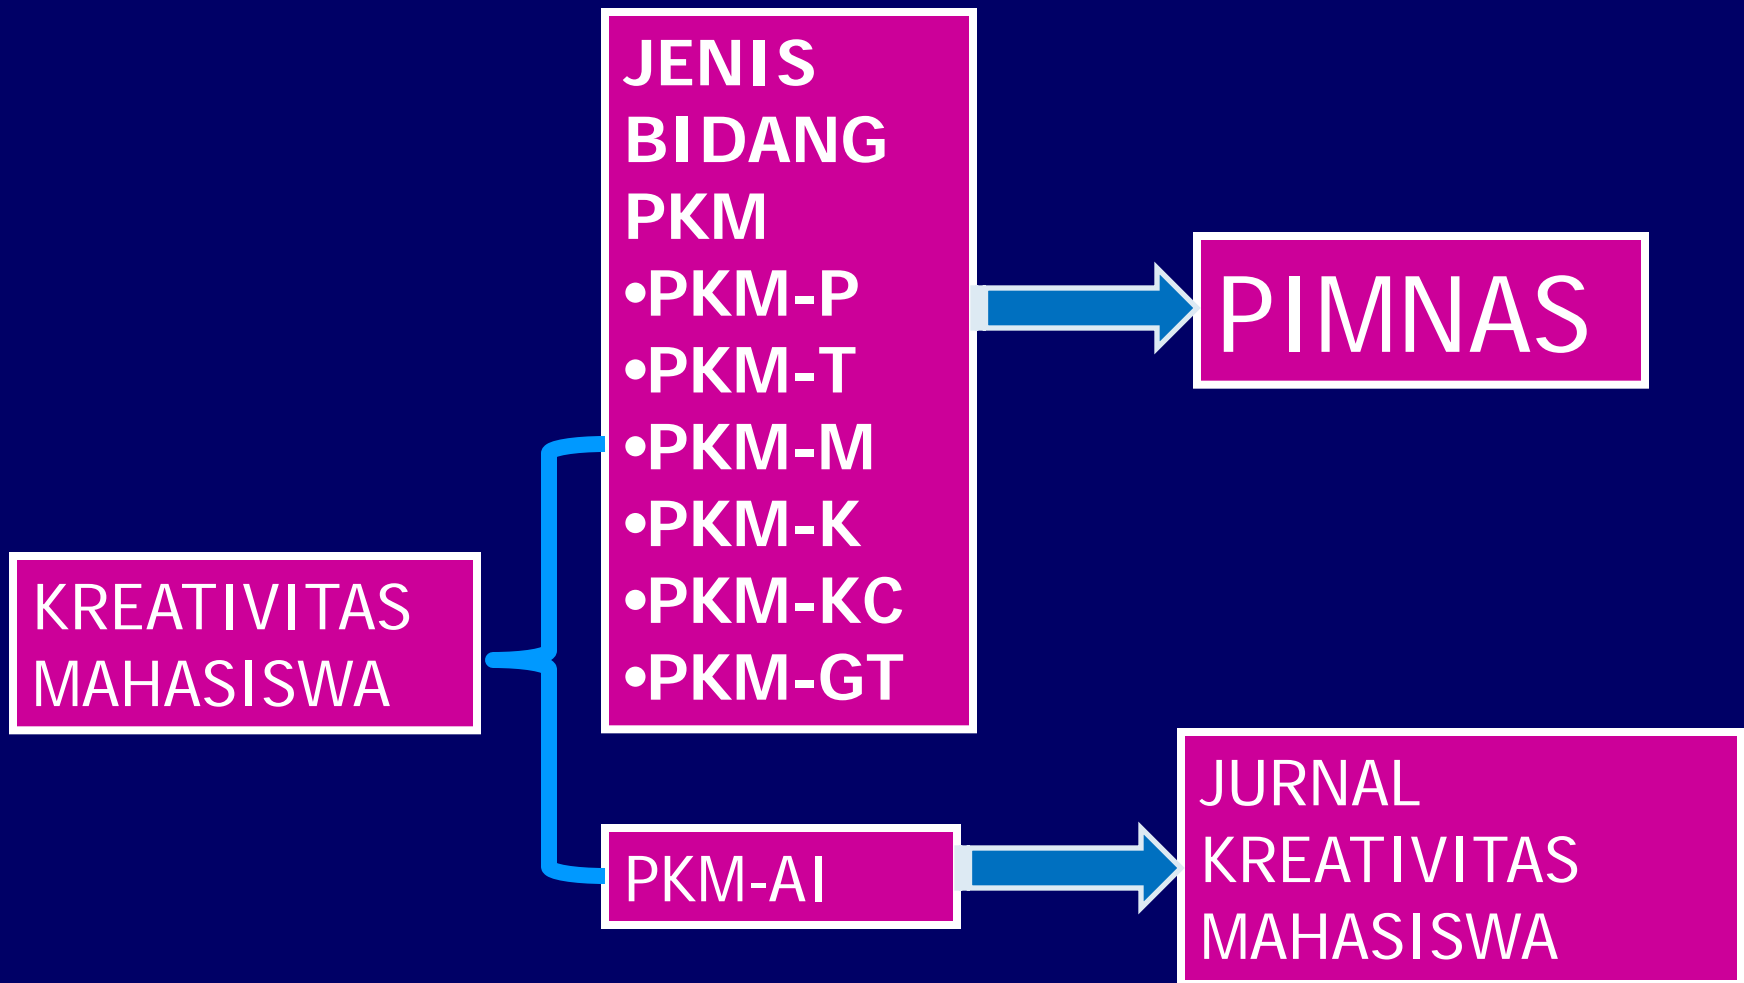 JENIS
BIDANG
PKM
•PKM-P
•PKM-T
•PKM-M
•PKM-K
•PKM-KC
•PKM-GT
PIMNAS
KREATIVITAS
MAHASISWA
PKM-AI
JURNAL
KREATIVITAS
MAHASISWA